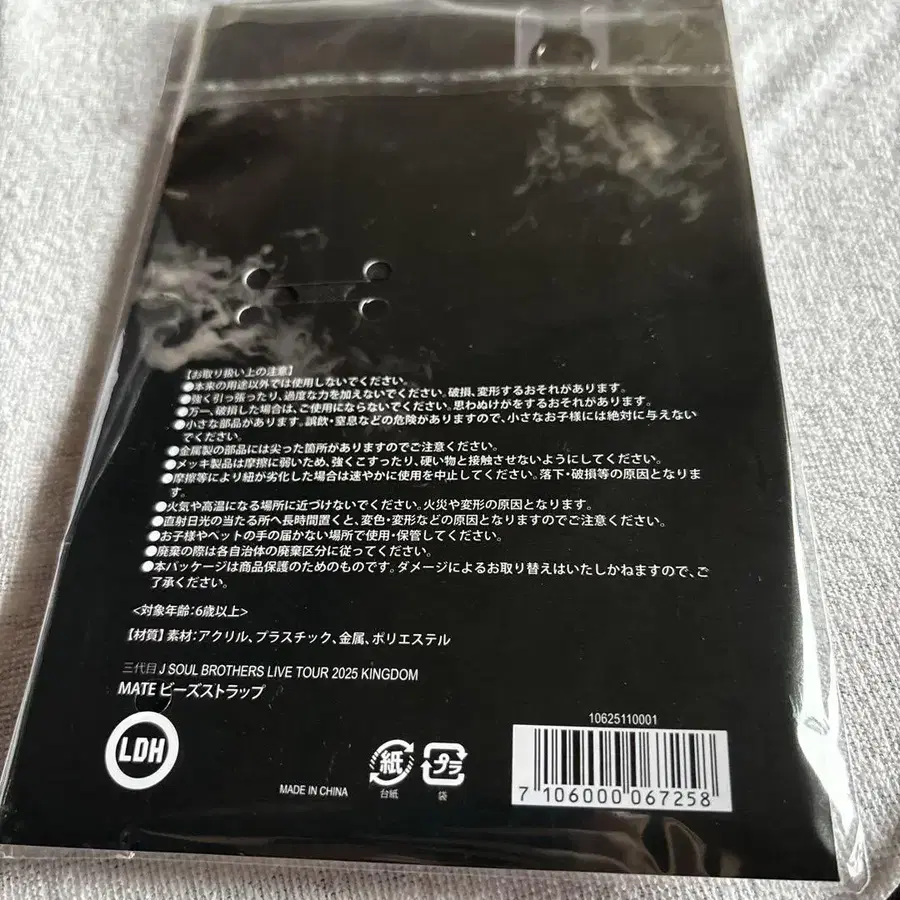 【お取り扱い上の注意】
●本来の用途以外では使用しないでください。
●強く引っ張ったり、過度な力を加えないでください。破損、変形するおそれがあります。
●万一、破損した場合は、ご使用にならないでください。思わぬけがをするおそれがあります。
●小さな部品があります。誤飲・窒息などの危険がありますので、小さなお子様には絶対に与えない
でください。
●金属製の部品には尖った箇所がありますのでご注意ください。
●メッキ製品は摩擦に弱いため、強くこすったり、硬い物と接触させないようにしてください。
●摩擦等により紐が劣化した場合は速やかに使用を中止してください。落下・破損等の原因となりま
す。
●火気や高温になる場所に近づけないでください。火災や変形の原因となります。
●直射日光の当たる所へ長時間置くと、変色・変形などの原因となりますのでご注意ください。
●お子様やペットの手の届かない場所で使用・保管してください。
●廃棄の際は各自治体の廃棄区分に従ってください。
●本パッケージは商品保護のためのものです。ダメージによるお取り替えはいたしかねますので、ご
了承ください。
<対象年齢:6歳以上>
【材質】素材:アクリル、プラスチック、金属、ポリエステル
三代目 J SOUL BROTHERS LIVE TOUR 2025 KINGDOM
MATE ビーズストラップ
LDH
MADE IN CHINA
紙
台紙
プラ
袋
10625110001
7 106000 067258